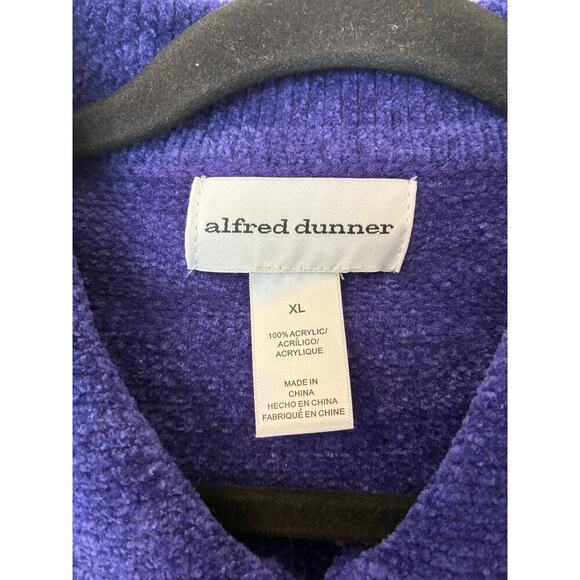 alfred dunner
XL
100% ACRYLIC/
ACRÍLICO/
ACRYLIQUE
MADE IN
CHINA
HECHO EN CHINA
FABRIQUÉ EN CHINE